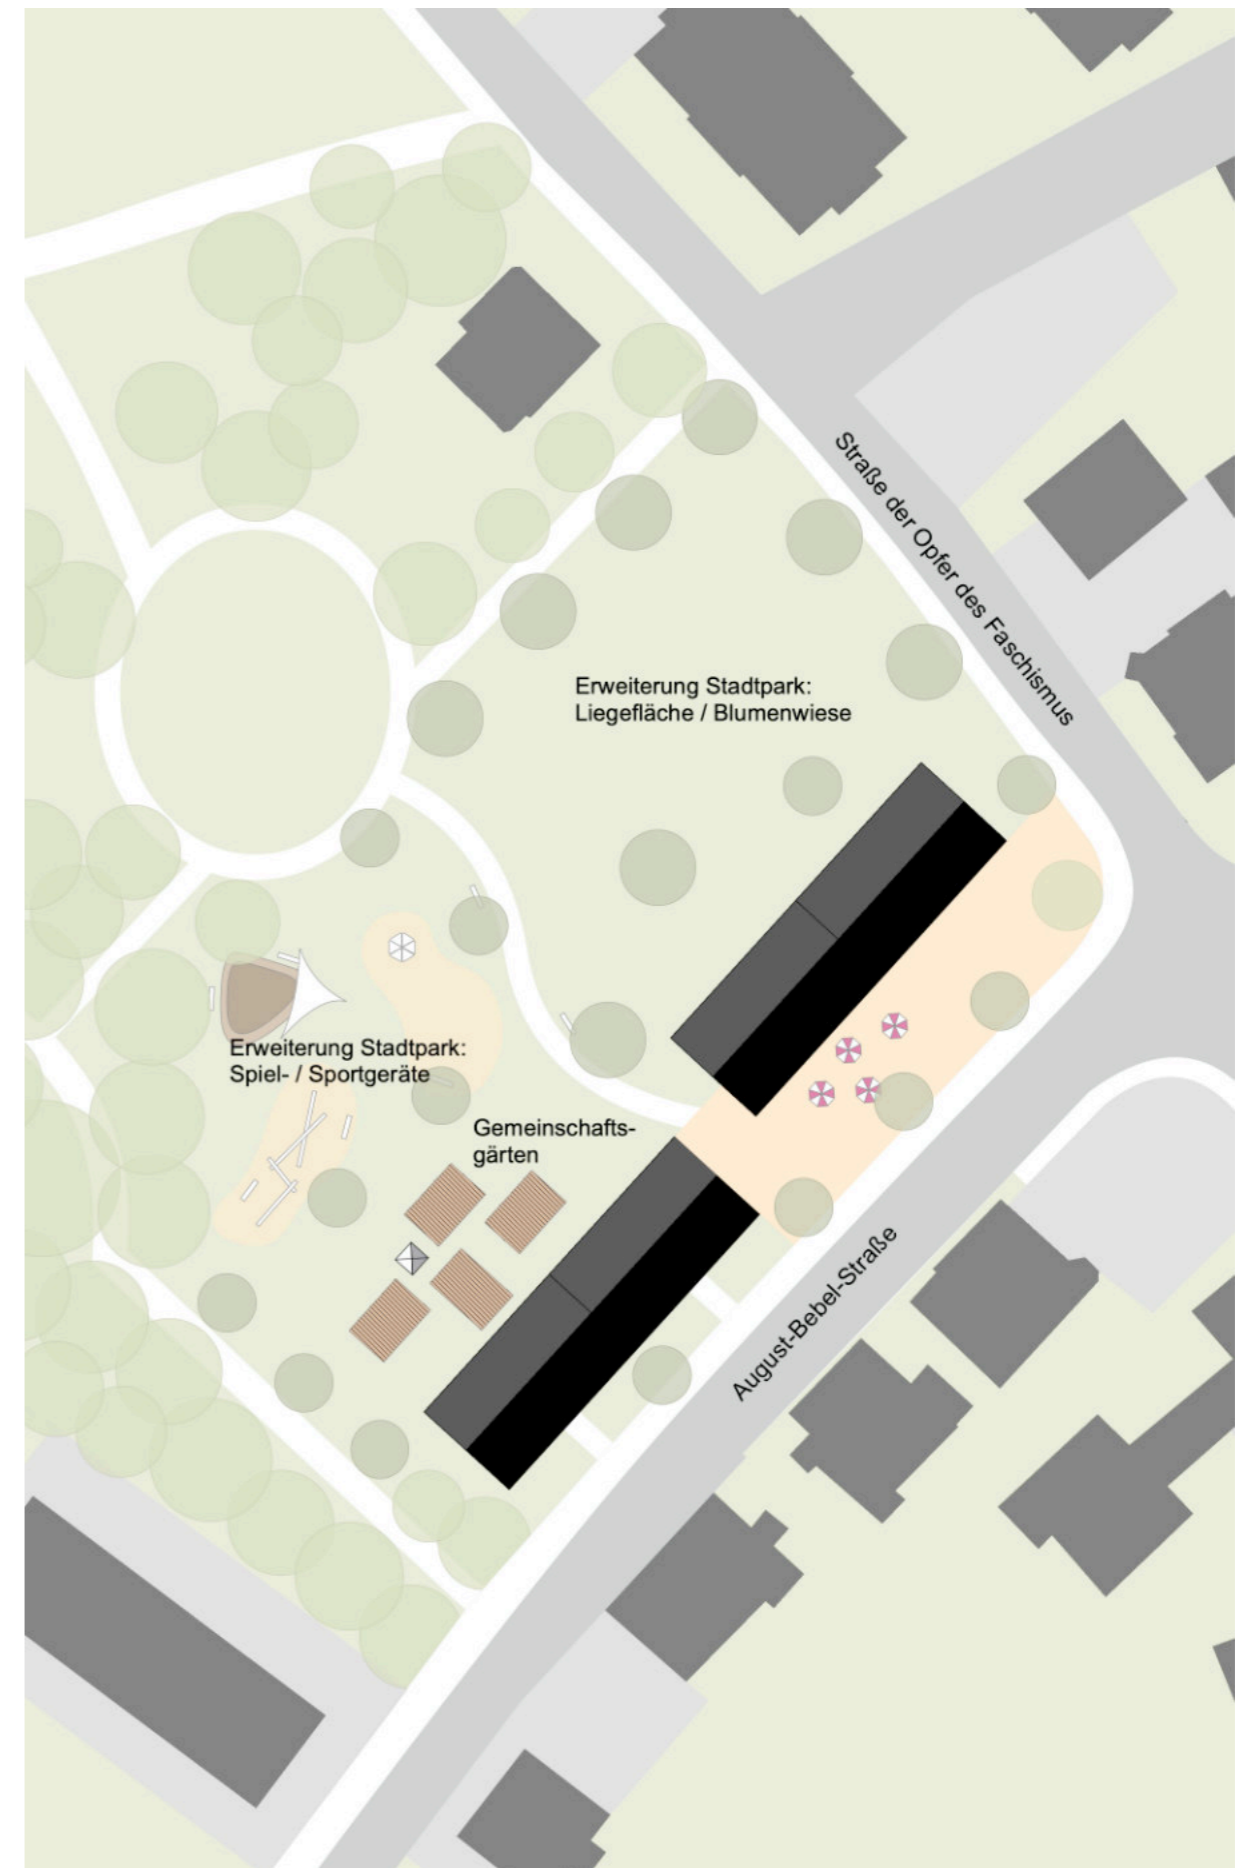 Straße der Opfer des Faschismus
Erweiterung Stadtpark:
Liegefläche / Blumenwiese
Erweiterung Stadtpark:
Spiel- / Sportgeräte
Gemeinschafts-
gärten
August-Bebel-Straße